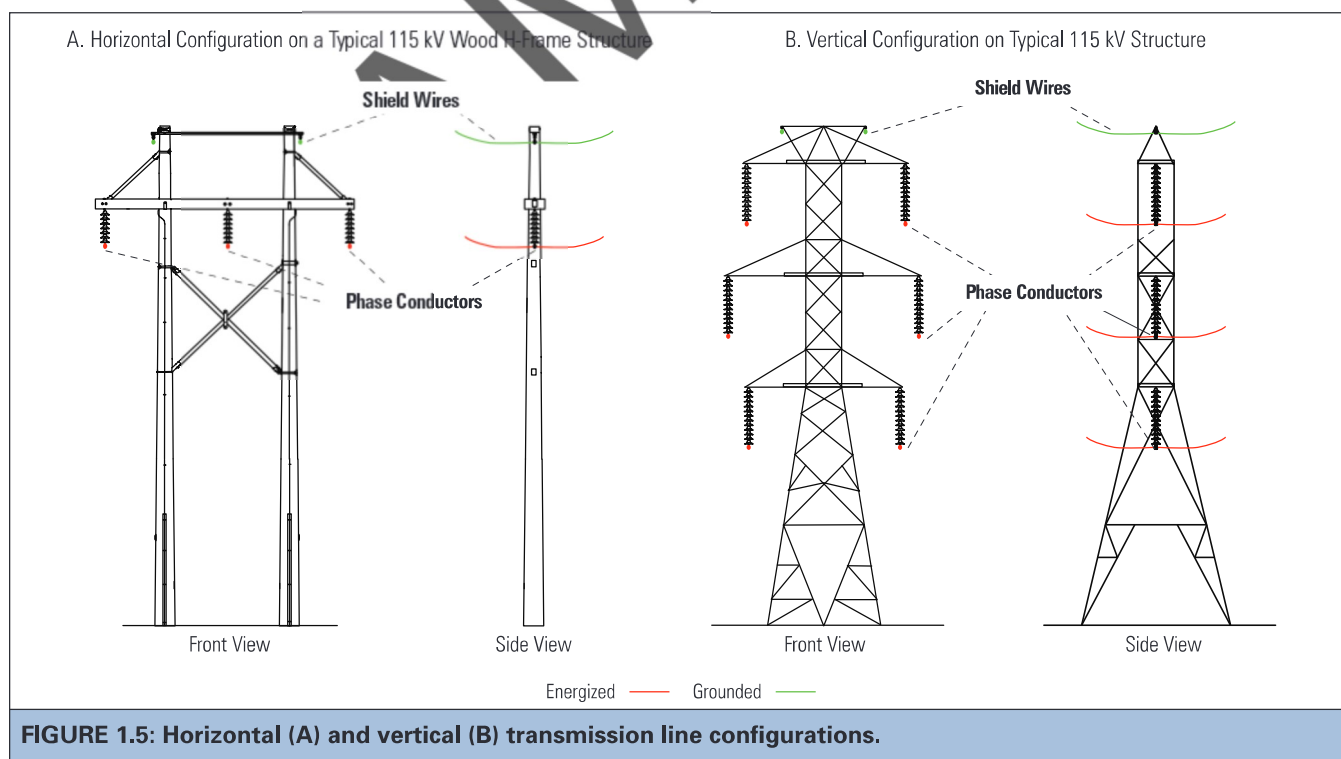 A. Horizontal Configuration on a Typical 115 kV Wood H-Frame Structure
B. Vertical Configuration on Typical 115 kV Structure
Shield Wires
Shield Wires
Phase Conductors
Phase Conductors
Front View
Side View
Front View
Side View
Energized
Grounded
FIGURE 1.5: Horizontal (A) and vertical (B) transmission line configurations.